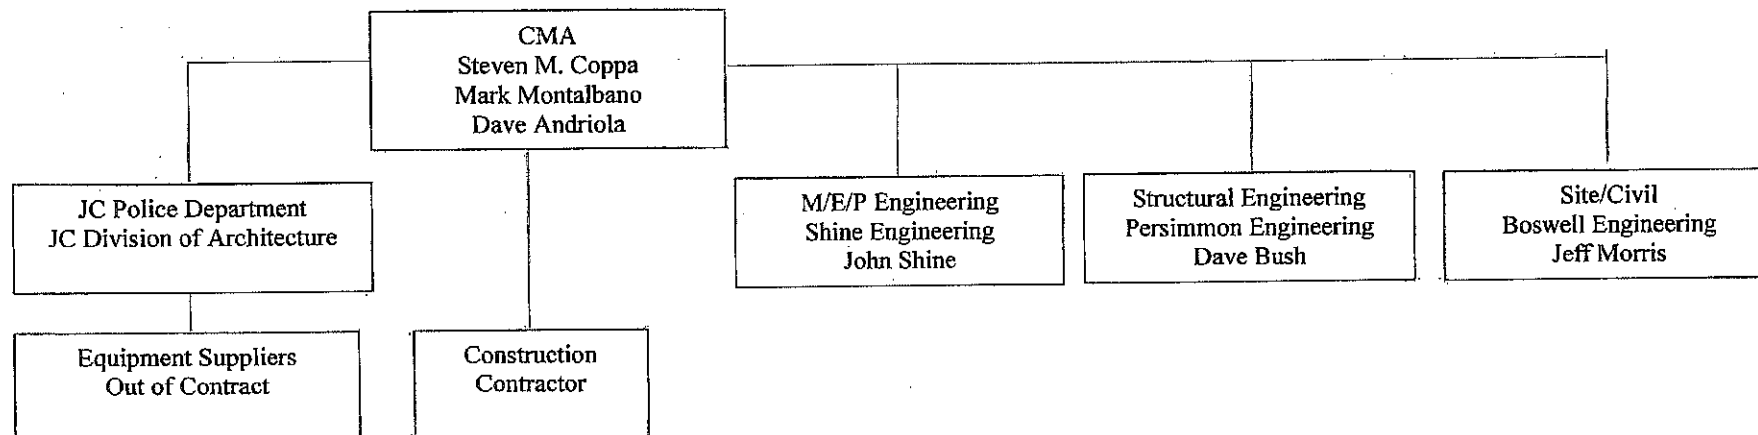 CMA
Steven M. Coppa
Mark Montalbano
Dave Andriola
JC Police Department
JC Division of Architecture
M/E/P Engineering
Shine Engineering
John Shine
Structural Engineering
Persimmon Engineering
Dave Bush
Site/Civil
Boswell Engineering
Jeff Morris
Equipment Suppliers
Out of Contract
Construction
Contractor